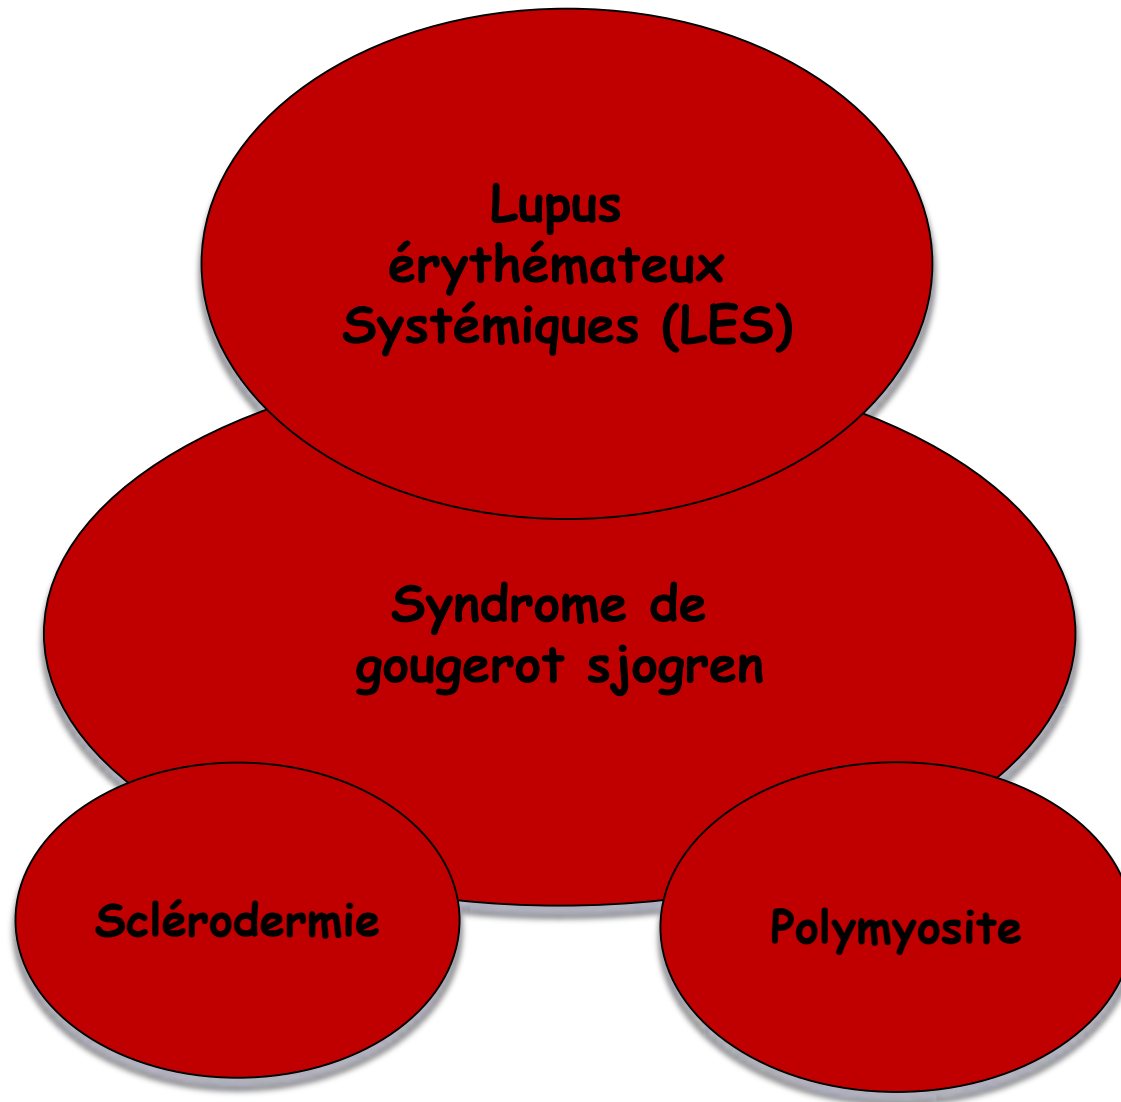 Lupus
érythémateux
Systémiques (LES)
Syndrome de
gougerot sjogren
Sclérodermie
Polymyosite